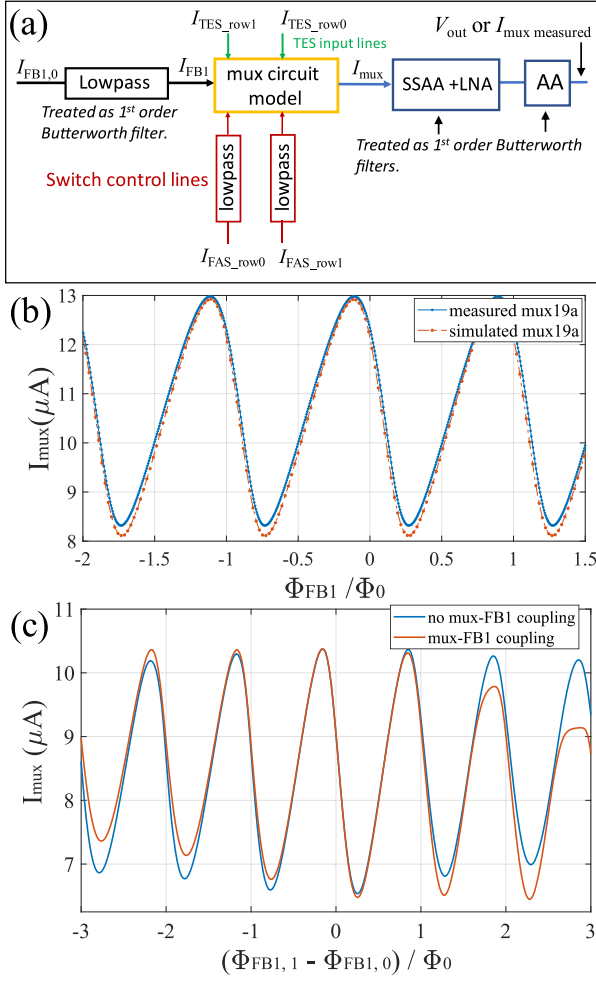 (a)
I_TES_row1 I_TES_row0
TES input lines
V_out or I_mux measured
I_FB1,0 Lowpass I_FB1 mux circuit model I_mux SSAA +LNA AA
Treated as 1st order Butterworth filter.
Treated as 1st order Butterworth filters.
Switch control lines
lowpass lowpass
I_FAS_row0 I_FAS_row1
(b)
measured mux19a
simulated mux19a
13
12
11
10
9
8
I_mux(μA)
-2 -1.5 -1 -0.5 0 0.5 1 1.5
Φ_FB1 /Φ_0
(c)
no mux-FB1 coupling
mux-FB1 coupling
11
10
9
8
7
I_mux (μA)
-3 -2 -1 0 1 2 3
(Φ_FB1, 1 - Φ_FB1, 0) / Φ_0